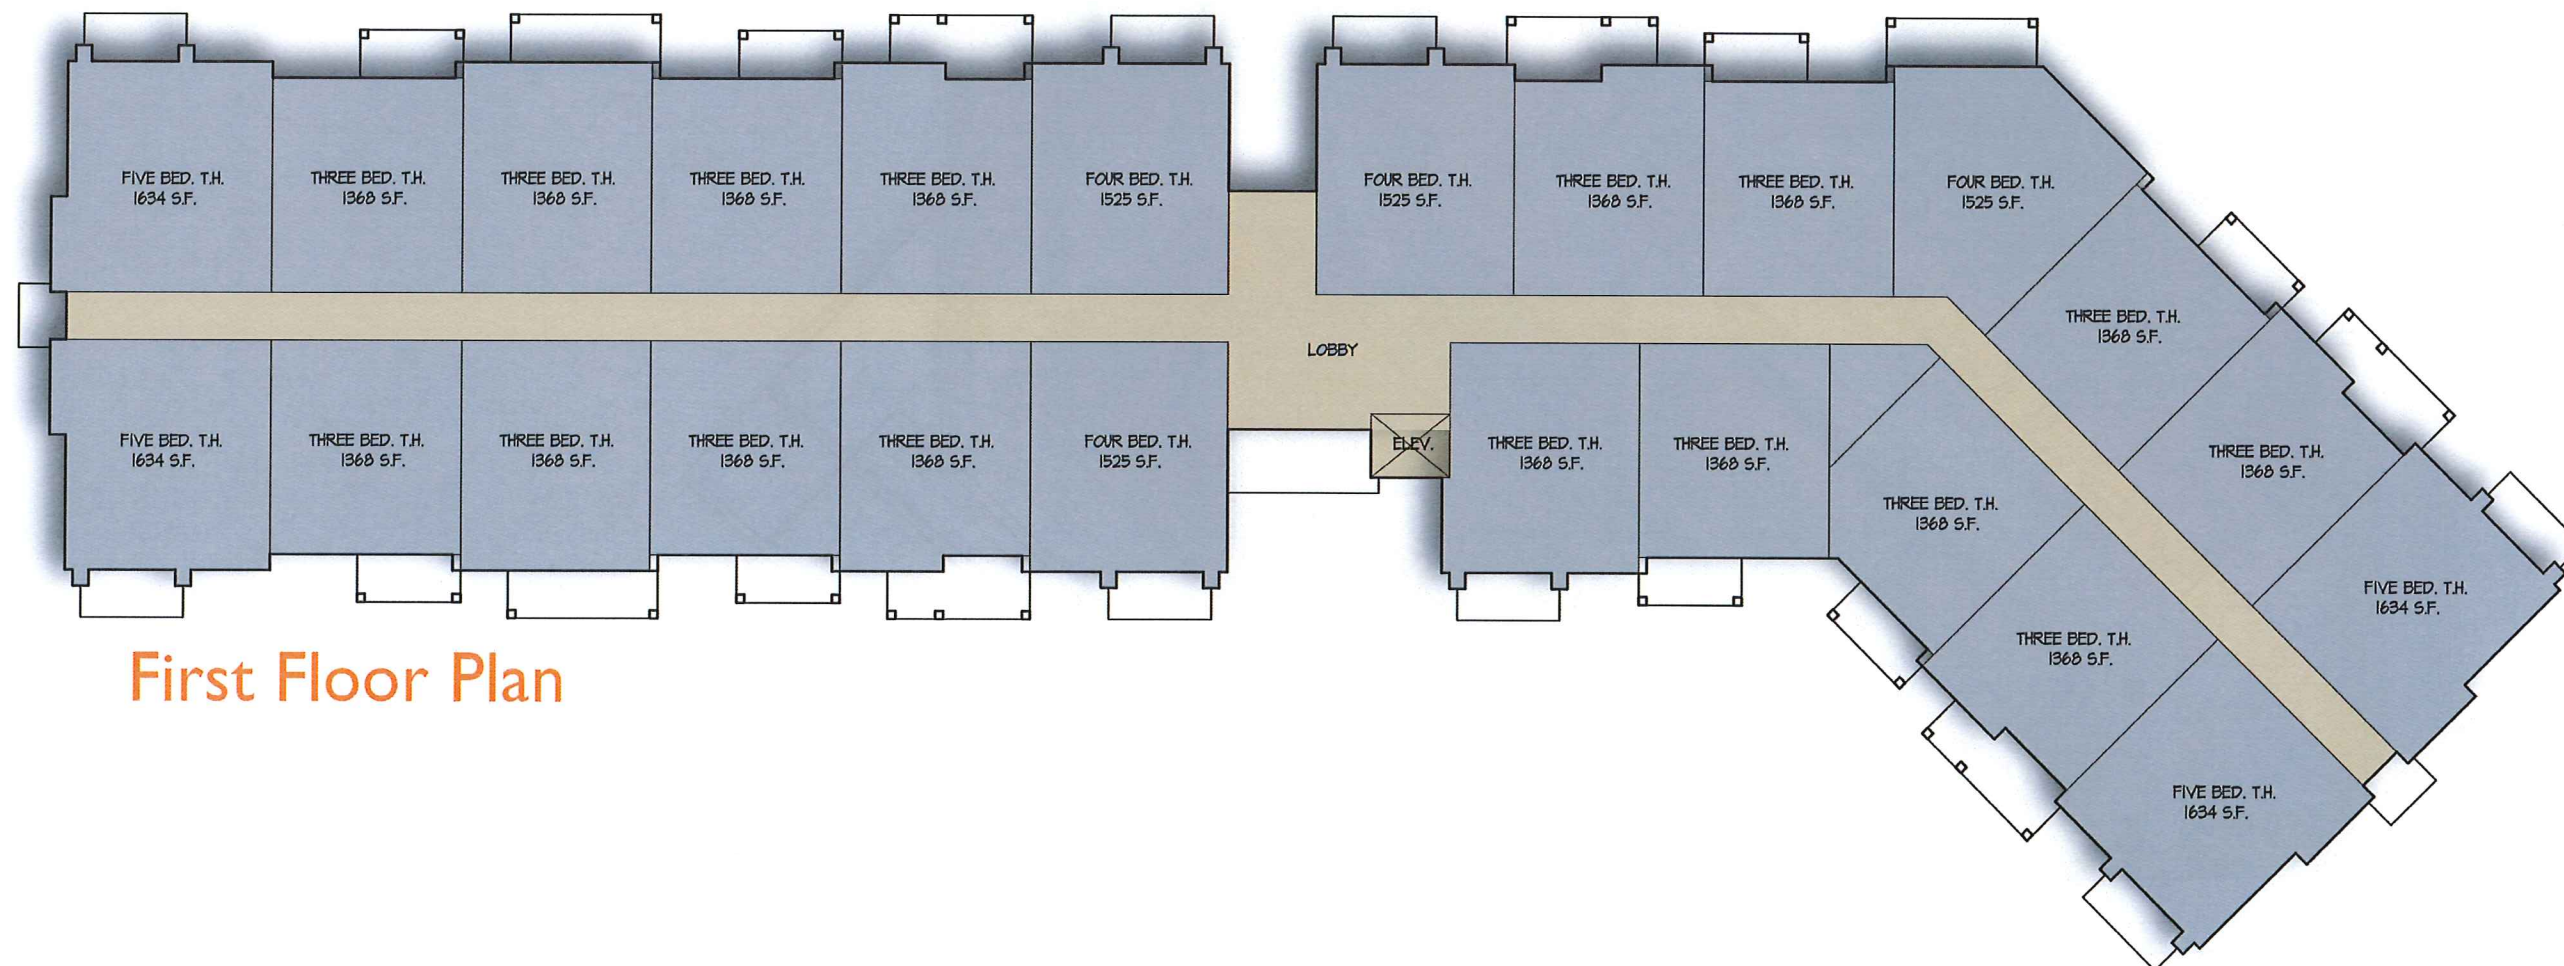 FIVE BED. T.H.
1634 S.F.
THREE BED. T.H.
1368 S.F.
THREE BED. T.H.
1368 S.F.
THREE BED. T.H.
1368 S.F.
THREE BED. T.H.
1368 S.F.
FOUR BED. T.H.
1525 S.F.
FOUR BED. T.H.
1525 S.F.
THREE BED. T.H.
1368 S.F.
THREE BED. T.H.
1368 S.F.
FOUR BED. T.H.
1525 S.F.
THREE BED. T.H.
1368 S.F.
LOBBY
FIVE BED. T.H.
1634 S.F.
THREE BED. T.H.
1368 S.F.
THREE BED. T.H.
1368 S.F.
THREE BED. T.H.
1368 S.F.
THREE BED. T.H.
1368 S.F.
FOUR BED. T.H.
1525 S.F.
ELEV.
THREE BED. T.H.
1368 S.F.
THREE BED. T.H.
1368 S.F.
THREE BED. T.H.
1368 S.F.
THREE BED. T.H.
1368 S.F.
FIVE BED. T.H.
1634 S.F.
THREE BED. T.H.
1368 S.F.
FIVE BED. T.H.
1634 S.F.
First Floor Plan